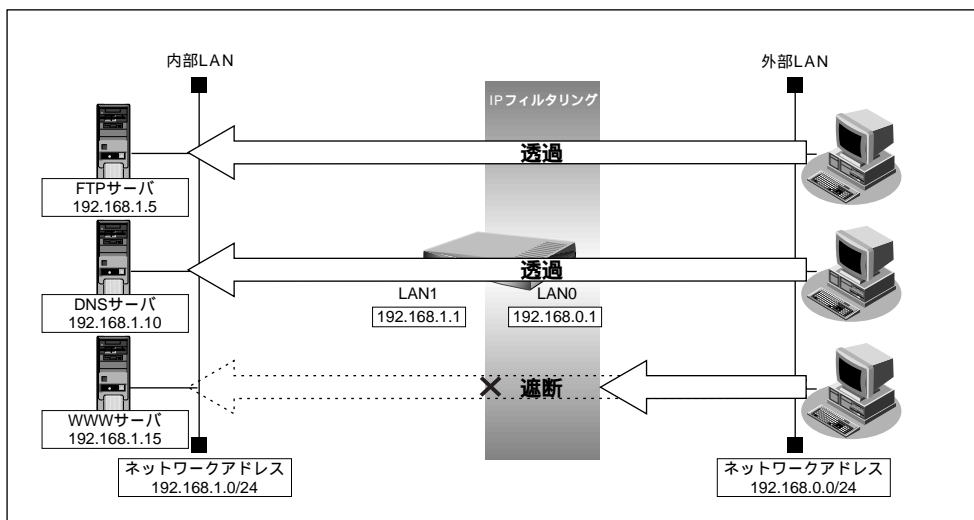 内部LAN
外部LAN
IPフィルタリング
透過
FTPサーバ
192.168.1.5
透過
LAN1
LAN0
192.168.1.1
192.168.0.1
DNSサーバ
192.168.1.10
遮断
WWWサーバ
192.168.1.15
ネットワークアドレス
192.168.1.0/24
ネットワークアドレス
192.168.0.0/24